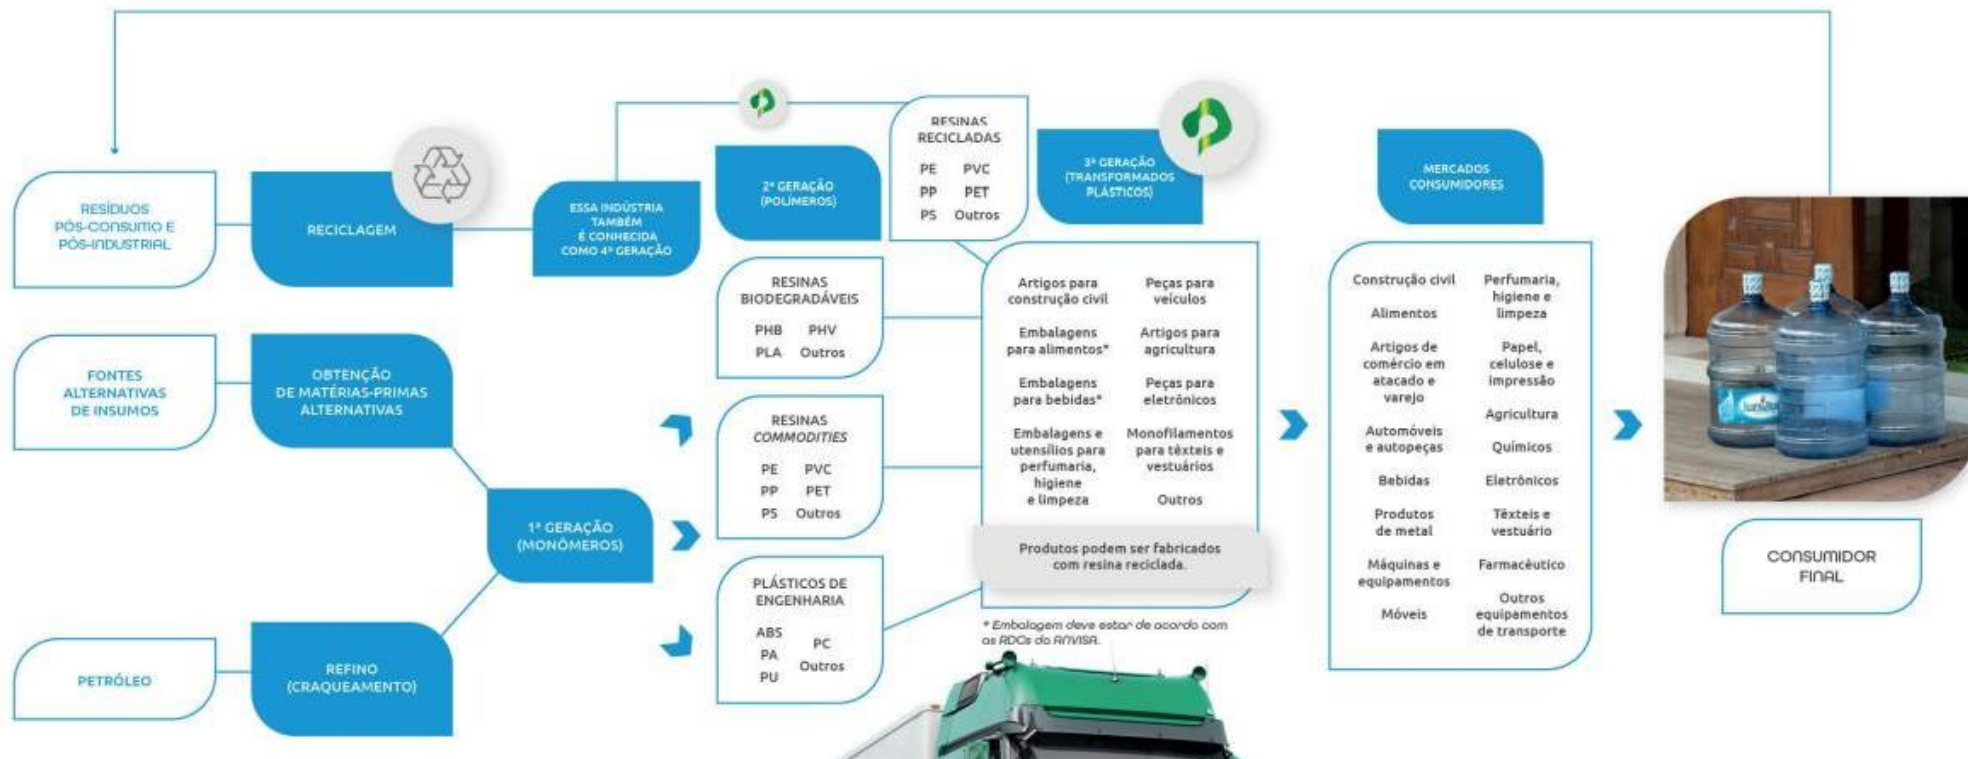 RESÍDUOS
PÓS-CONSUMO E
PÓS-INDUSTRIAL
RECICLAGEM
ESSA INDÚSTRIA
TAMBÉM
É CONHECIDA
COMO 4ª GERAÇÃO
FONTES
ALTERNATIVAS
DE INSUMOS
OBTENÇÃO
DE MATÉRIAS-PRIMAS
ALTERNATIVAS
PETRÓLEO
REFINO
(CRAQUEAMENTO)
1ª GERAÇÃO
(MONÔMEROS)
2ª GERAÇÃO
(POLÍMEROS)
RESINAS
RECICLADAS
PE PVC
PP PET
PS Outros
RESINAS
BIODEGRADÁVEIS
PHB PHV
PLA Outros
RESINAS
COMMODITIES
PE PVC
PP PET
PS Outros
PLÁSTICOS DE
ENGENHARIA
ABS
PA
PU
PC
Outros
3ª GERAÇÃO
(TRANSFORMADOS
PLÁSTICOS)
Artigos para
construção civil
Embalagens
para alimentos*
Embalagens
para bebidas*
Embalagens e
utensílios para
perfumaria,
higiene
e limpeza
Peças para
veículos
Artigos para
agricultura
Peças para
eletrônicos
Monofilamentos
para têxteis e
vestuários
Outros
Produtos podem ser fabricados
com resina reciclada.
* Embalagem deve estar de acordo com
as RDCs da ANVISA.
MERCADOS
CONSUMIDORES
Construção civil
Alimentos
Artigos de
comércio em
atacado e
varejo
Automóveis
e autopeças
Bebidas
Produtos
de metal
Máquinas e
equipamentos
Móveis
Perfumaria,
higiene e
limpeza
Papel,
celulose e
impressão
Agricultura
Químicos
Eletrônicos
Têxteis e
vestuário
Farmacêutico
Outros
equipamentos
de transporte
CONSUMIDOR
FINAL